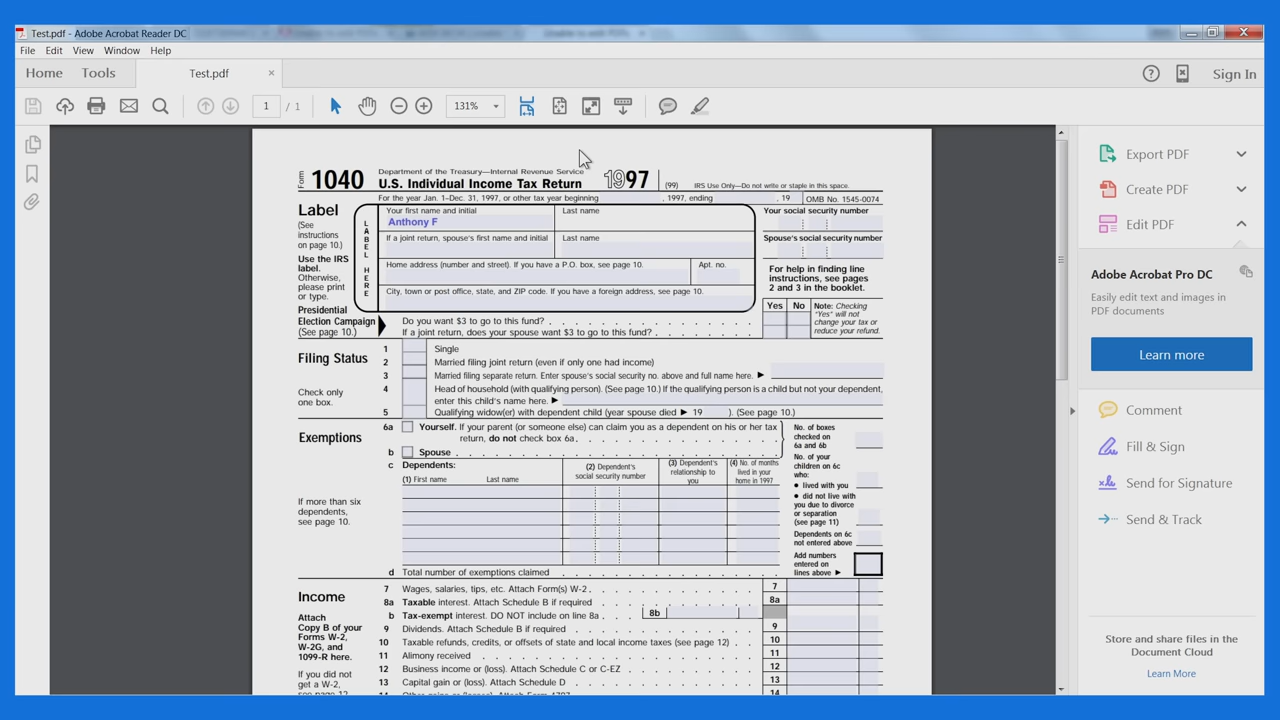 Test.pdf - Adobe Acrobat Reader DC
File Edit View Window Help
Home Tools Test.pdf × Sign In
1 / 1 131%
Form 1040 Department of the Treasury—Internal Revenue Service
U.S. Individual Income Tax Return 1997 (99) IRS Use Only—Do not write or staple in this space.
For the year Jan. 1–Dec. 31, 1997, or other tax year beginning , 1997, ending , 19 OMB No. 1545-0074
Label
(See
instructions
on page 10.)
Use the IRS
label.
Otherwise,
please print
or type.
LABEL HERE
Your first name and initial Last name
Anthony F
If a joint return, spouse's first name and initial Last name
Home address (number and street). If you have a P.O. box, see page 10. Apt. no.
City, town or post office, state, and ZIP code. If you have a foreign address, see page 10.
Your social security number
Spouse's social security number
For help in finding line
instructions, see pages
2 and 3 in the booklet.
Presidential
Election Campaign
(See page 10.)
Do you want $3 to go to this fund? . . . . . . . . . . . .
If a joint return, does your spouse want $3 to go to this fund? . . . . .
Yes No
Note: Checking
"Yes" will not
change your tax or
reduce your refund.
Filing Status
Check only
one box.
1 Single
2 Married filing joint return (even if only one had income)
3 Married filing separate return. Enter spouse's social security no. above and full name here. ▶
4 Head of household (with qualifying person). (See page 10.) If the qualifying person is a child but not your dependent,
enter this child's name here. ▶
5 Qualifying widow(er) with dependent child (year spouse died ▶ 19 ). (See page 10.)
Exemptions
6a Yourself. If your parent (or someone else) can claim you as a dependent on his or her tax
return, do not check box 6a . . . . . . . . . . .
b Spouse . . . . . . . . . . . . . . .
c Dependents:
(1) First name Last name
(2) Dependent's
social security number
(3) Dependent's
relationship to
you
(4) No. of months
lived in your
home in 1997
If more than six
dependents,
see page 10.
d Total number of exemptions claimed . . . . . . . . . .
No. of boxes
checked on
6a and 6b
No. of your
children on 6c
who:
• lived with you
• did not live with
you due to divorce
or separation
(see page 11)
Dependents on 6c
not entered above
Add numbers
entered on
lines above ▶
Income
Attach
Copy B of your
Forms W-2,
W-2G, and
1099-R here.
If you did not
get a W-2,
7 Wages, salaries, tips, etc. Attach Form(s) W-2 . . . . . . . . . 7
8a Taxable interest. Attach Schedule B if required . . . . . . . . 8a
b Tax-exempt interest. DO NOT include on line 8a . . . 8b
9 Dividends. Attach Schedule B if required . . . . . . . . . 9
10 Taxable refunds, credits, or offsets of state and local income taxes (see page 12) . . 10
11 Alimony received . . . . . . . . . . . . . 11
12 Business income or (loss). Attach Schedule C or C-EZ . . . . . . 12
13 Capital gain or (loss). Attach Schedule D . . . . . . . . . 13
14
Export PDF
Create PDF
Edit PDF
Adobe Acrobat Pro DC
Easily edit text and images in
PDF documents
Learn more
Comment
Fill & Sign
Send for Signature
Send & Track
Store and share files in the
Document Cloud
Learn More